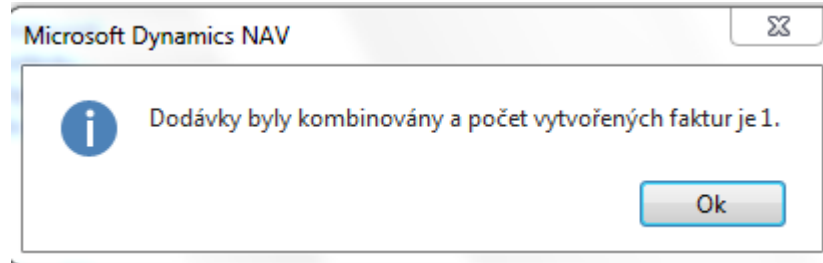 Microsoft Dynamics NAV
Dodávky byly kombinovány a počet vytvořených faktur je 1.
Ok